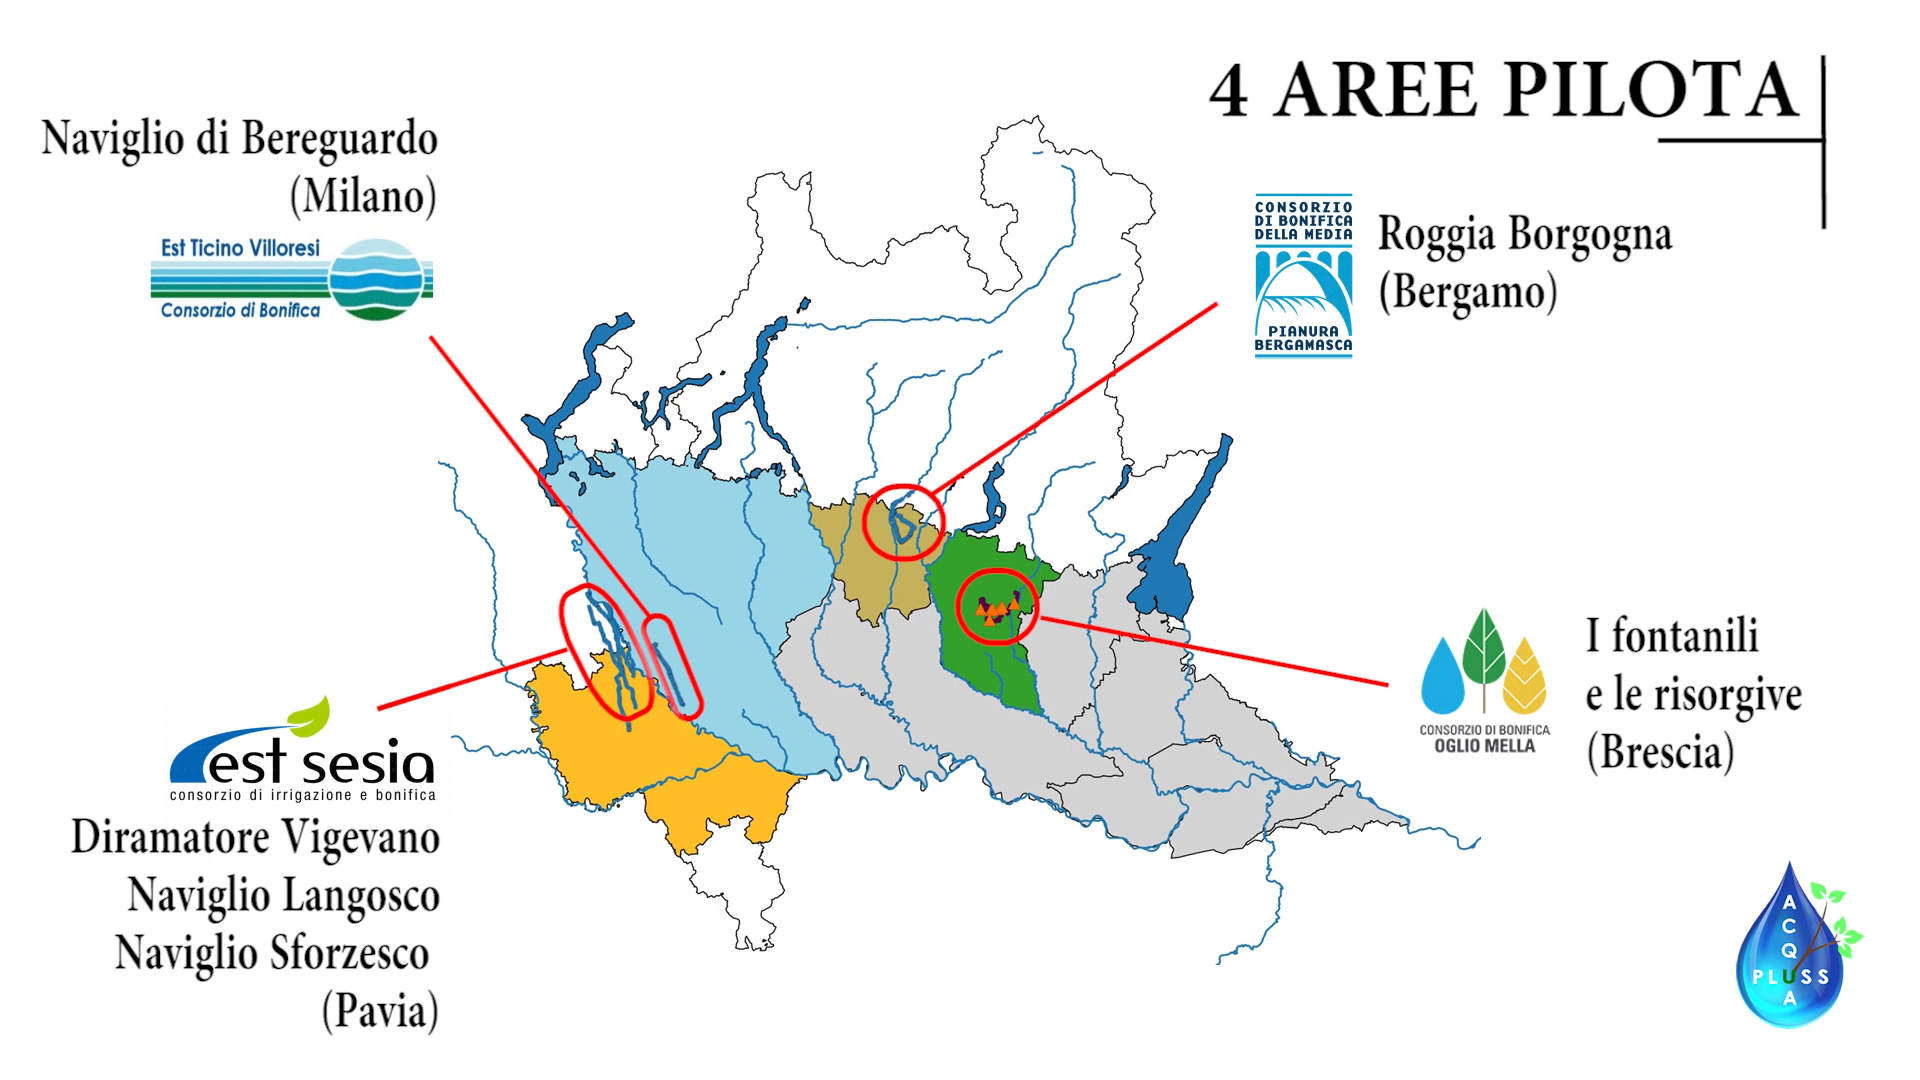 4 AREE PILOTA
Naviglio di Bereguardo
(Milano)
Est Ticino Villoresi
Consorzio di Bonifica
CONSORZIO
DI BONIFICA
DELLA MEDIA
PIANURA
BERGAMASCA
Roggia Borgogna
(Bergamo)
est sesia
consorzio di irrigazione e bonifica
Diramatore Vigevano
Naviglio Langosco
Naviglio Sforzesco
(Pavia)
CONSORZIO DI BONIFICA
OGLIO MELLA
I fontanili
e le risorgive
(Brescia)
ACQUA
PLUSS